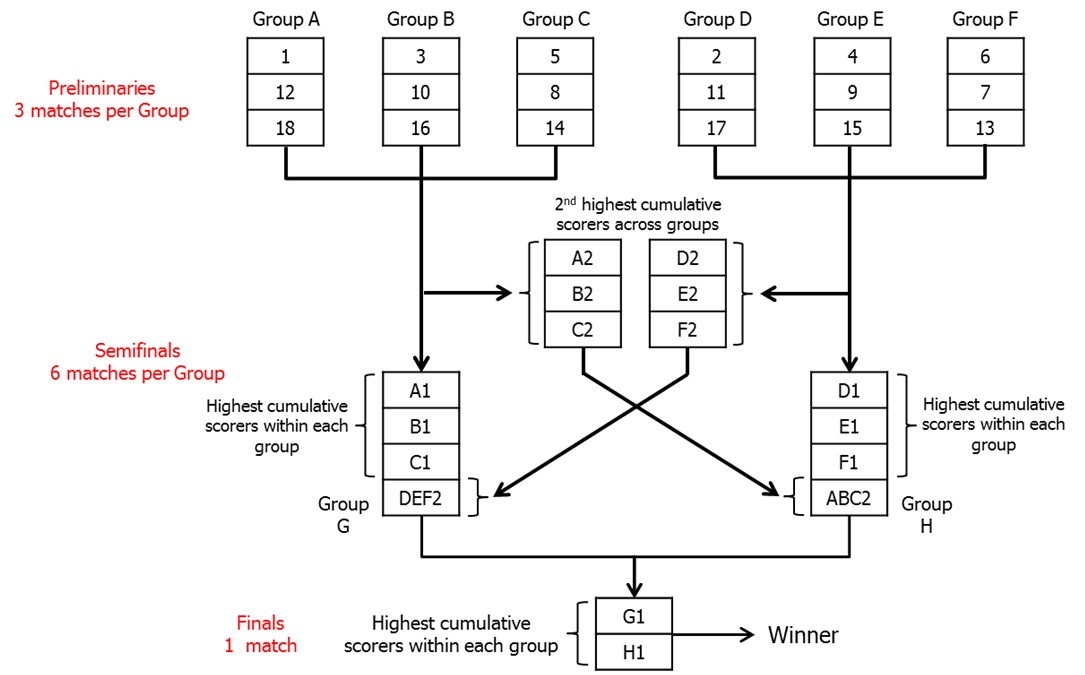 Group A
Group B
Group C
Group D
Group E
Group F
Preliminaries
3 matches per Group
1
3
5
2
4
6
12
10
8
11
9
7
18
16
14
17
15
13
2nd highest cumulative
scorers across groups
A2
D2
B2
E2
C2
F2
Semifinals
6 matches per Group
Highest cumulative
scorers within each
group
A1
B1
C1
DEF2
Group
G
D1
E1
F1
ABC2
Highest cumulative
scorers within each
group
Group
H
Finals
1 match
Highest cumulative
scorers within each group
G1
H1
Winner